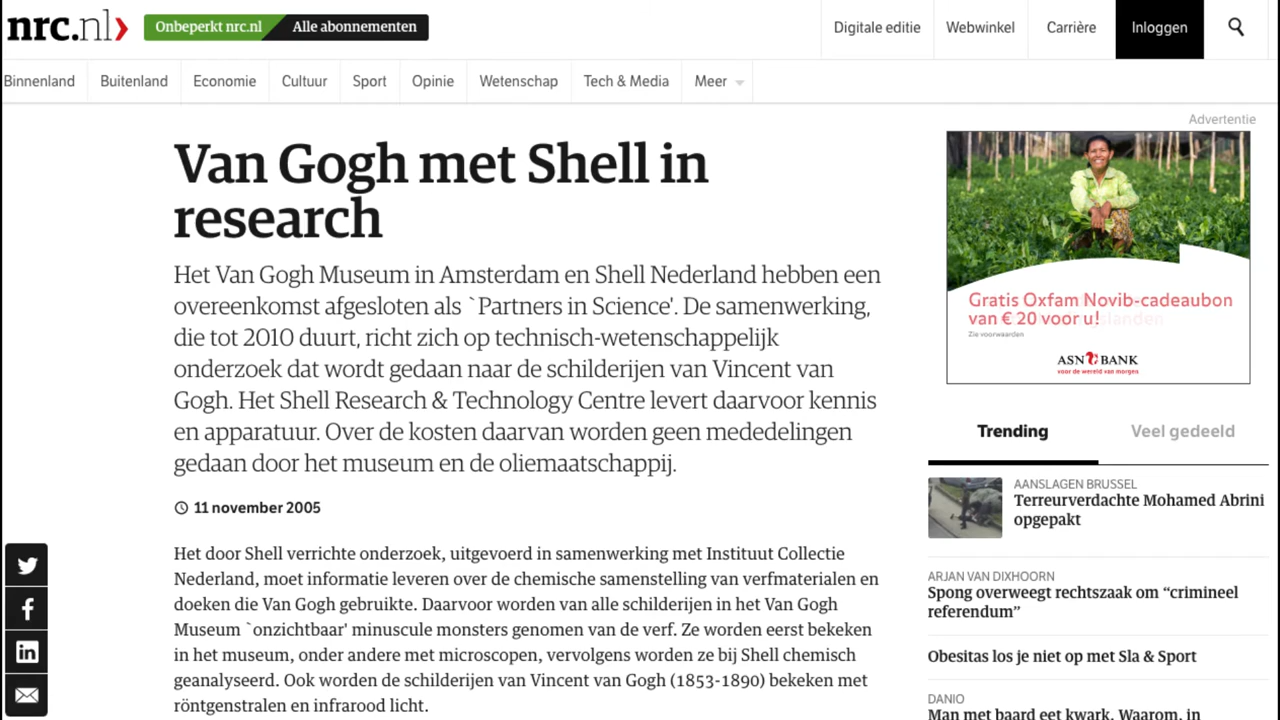 nrc.nl
Onbeperkt nrc.nl
Alle abonnementen
Digitale editie
Webwinkel
Carrière
Inloggen
Binnenland
Buitenland
Economie
Cultuur
Sport
Opinie
Wetenschap
Tech & Media
Meer
Van Gogh met Shell in
research
Het Van Gogh Museum in Amsterdam en Shell Nederland hebben een
overeenkomst afgesloten als `Partners in Science'. De samenwerking,
die tot 2010 duurt, richt zich op technisch-wetenschappelijk
onderzoek dat wordt gedaan naar de schilderijen van Vincent van
Gogh. Het Shell Research & Technology Centre levert daarvoor kennis
en apparatuur. Over de kosten daarvan worden geen mededelingen
gedaan door het museum en de oliemaatschappij.
11 november 2005
Het door Shell verrichte onderzoek, uitgevoerd in samenwerking met Instituut Collectie
Nederland, moet informatie leveren over de chemische samenstelling van verfmaterialen en
doeken die Van Gogh gebruikte. Daarvoor worden van alle schilderijen in het Van Gogh
Museum `onzichtbaar' minuscule monsters genomen van de verf. Ze worden eerst bekeken
in het museum, onder andere met microscopen, vervolgens worden ze bij Shell chemisch
geanalyseerd. Ook worden de schilderijen van Vincent van Gogh (1853-1890) bekeken met
röntgenstralen en infrarood licht.
Advertentie
Gratis Oxfam Novib-cadeaubon
van € 20 voor u!
Zie voorwaarden
ASN BANK
voor de wereld van morgen
Trending
Veel gedeeld
AANSLAGEN BRUSSEL
Terreurverdachte Mohamed Abrini
opgepakt
ARJAN VAN DIXHOORN
Spong overweegt rechtszaak om “crimineel
referendum”
Obesitas los je niet op met Sla & Sport
DANIO
Man met baard eet kwark. Waarom, in